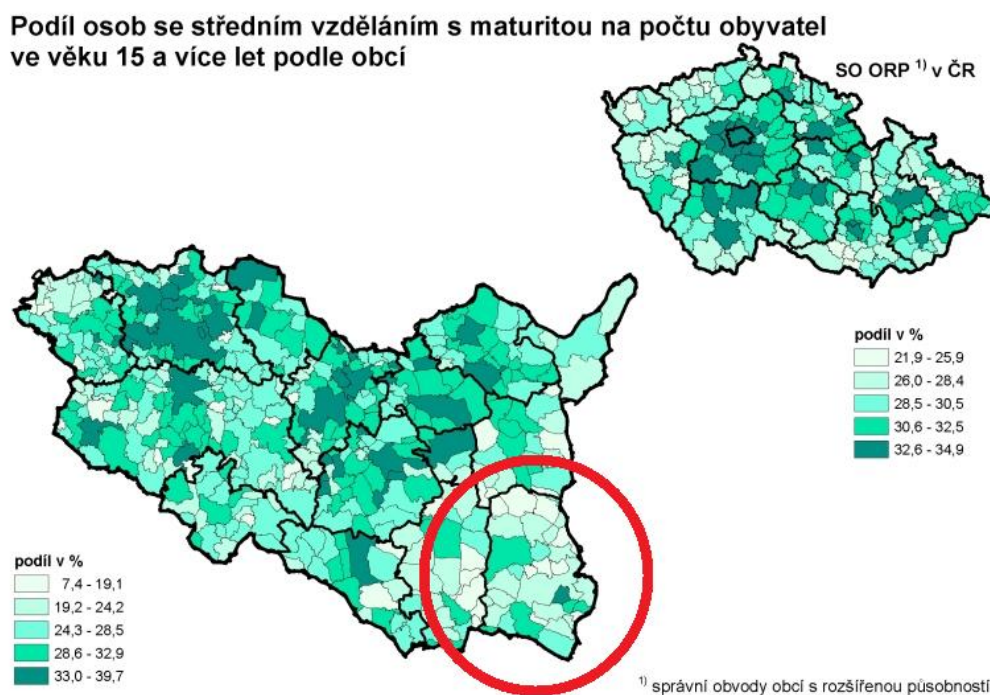 Podíl osob se středním vzděláním s maturitou na počtu obyvatel
ve věku 15 a více let podle obcí
SO ORP ¹⁾ v ČR
podíl v %
21,9 - 25,9
26,0 - 28,4
28,5 - 30,5
30,6 - 32,5
32,6 - 34,9
podíl v %
7,4 - 19,1
19,2 - 24,2
24,3 - 28,5
28,6 - 32,9
33,0 - 39,7
¹⁾ správní obvody obcí s rozšířenou působností